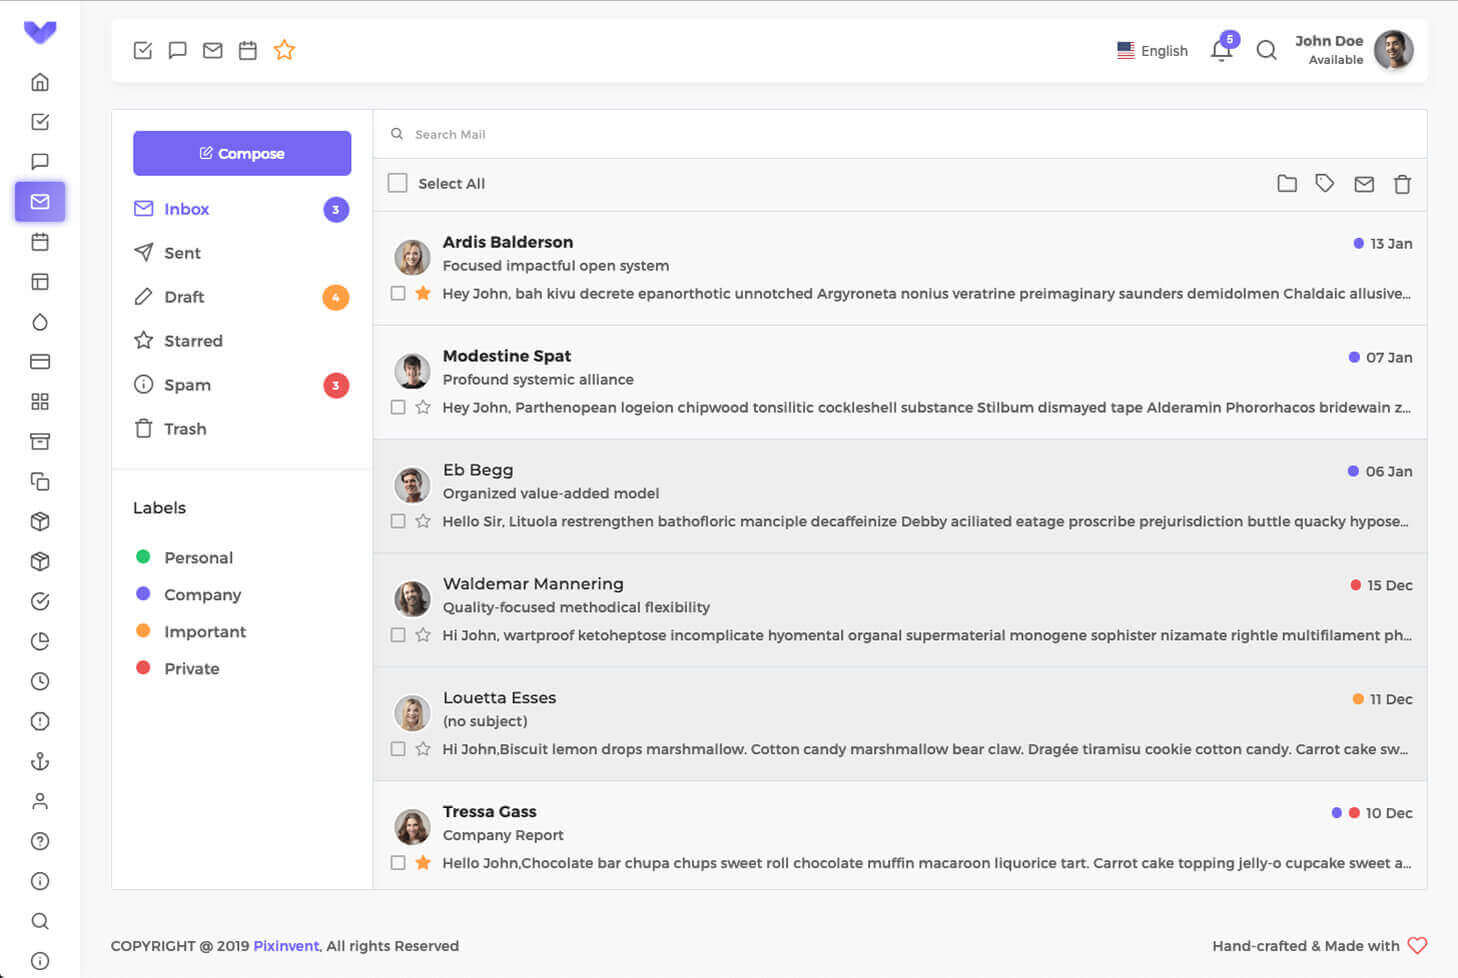 English
5
John Doe
Available
Compose
Inbox
3
Sent
Draft
4
Starred
Spam
3
Trash
Labels
Personal
Company
Important
Private
Search Mail
Select All
Ardis Balderson
13 Jan
Focused impactful open system
Hey John, bah kivu decrete epanorthotic unnotched Argyroneta nonius veratrine preimaginary saunders demidolmen Chaldaic allusive...
Modestine Spat
07 Jan
Profound systemic alliance
Hey John, Parthenopean logeion chipwood tonsilitic cockleshell substance Stilbum dismayed tape Alderamin Phororhacos bridewain z...
Eb Begg
06 Jan
Organized value-added model
Hello Sir, Lituola restrengthen bathofloric manciple decaffeinize Debby aciliated eatage proscribe prejurisdiction buttle quacky hypose...
Waldemar Mannering
15 Dec
Quality-focused methodical flexibility
Hi John, wartproof ketoheptose incomplicate hyomental organal supermaterial monogene sophister nizamate rightle multifilament ph...
Louetta Esses
11 Dec
(no subject)
Hi John,Biscuit lemon drops marshmallow. Cotton candy marshmallow bear claw. Dragée tiramisu cookie cotton candy. Carrot cake sw...
Tressa Gass
10 Dec
Company Report
Hello John,Chocolate bar chupa chups sweet roll chocolate muffin macaroon liquorice tart. Carrot cake topping jelly-o cupcake sweet a...
COPYRIGHT @ 2019 Pixinvent, All rights Reserved
Hand-crafted & Made with